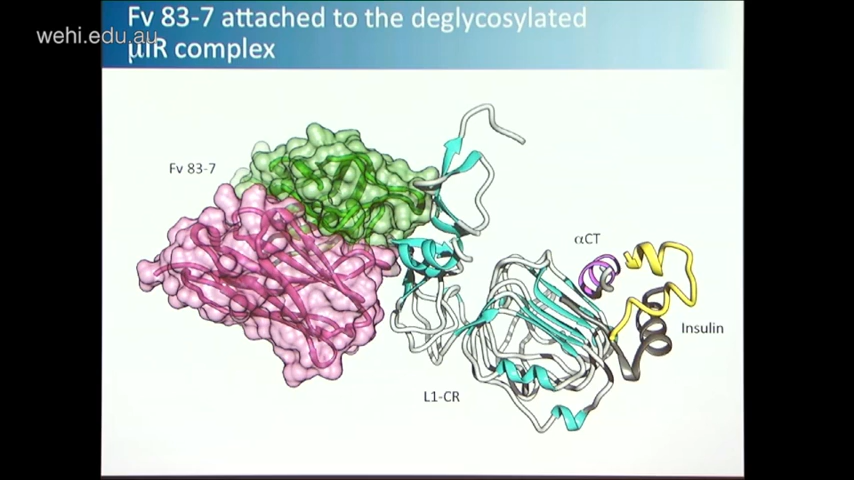 Fv 83-7 attached to the deglycosylated
wehi.edu.au
μIR complex
Fv 83-7
αCT
Insulin
L1-CR